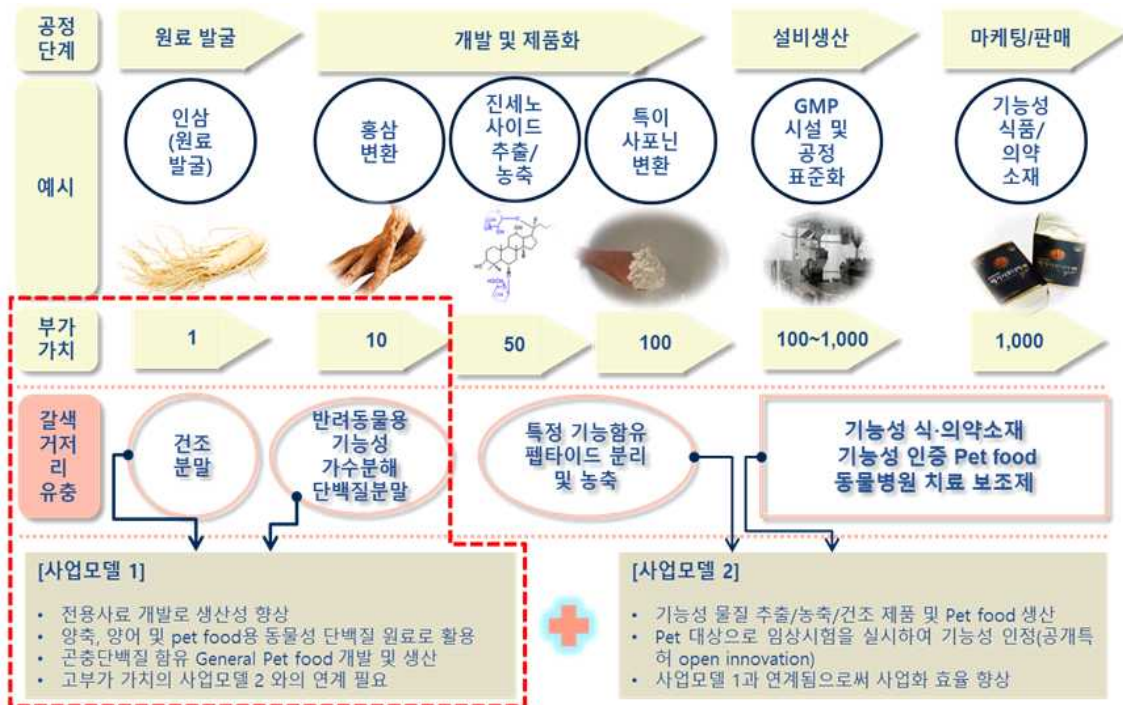 공정
단계
원료 발굴
개발 및 제품화
설비생산
마케팅/판매
예시
인삼
(원료
발굴)
홍삼
변환
진세노
사이드
추출/
농축
특이
사포닌
변환
GMP
시설 및
공정
표준화
기능성
식품/
의약
소재
부가
가치
1
10
50
100
100~1,000
1,000
갈색
거저
리
유충
건조
분말
반려동물용
기능성
가수분해
단백질분말
특정 기능함유
펩타이드 분리
및 농축
기능성 식·의약소재
기능성 인증 Pet food
동물병원 치료 보조제
[사업모델 1]
• 전용사료 개발로 생산성 향상
• 양축, 양어 및 pet food용 동물성 단백질 원료로 활용
• 곤충단백질 함유 General Pet food 개발 및 생산
• 고부가 가치의 사업모델 2 와의 연계 필요
[사업모델 2]
• 기능성 물질 추출/농축/건조 제품 및 Pet food 생산
• Pet 대상으로 임상시험을 실시하여 기능성 인정(공개특
허 open innovation)
• 사업모델 1과 연계됨으로써 사업화 효율 향상